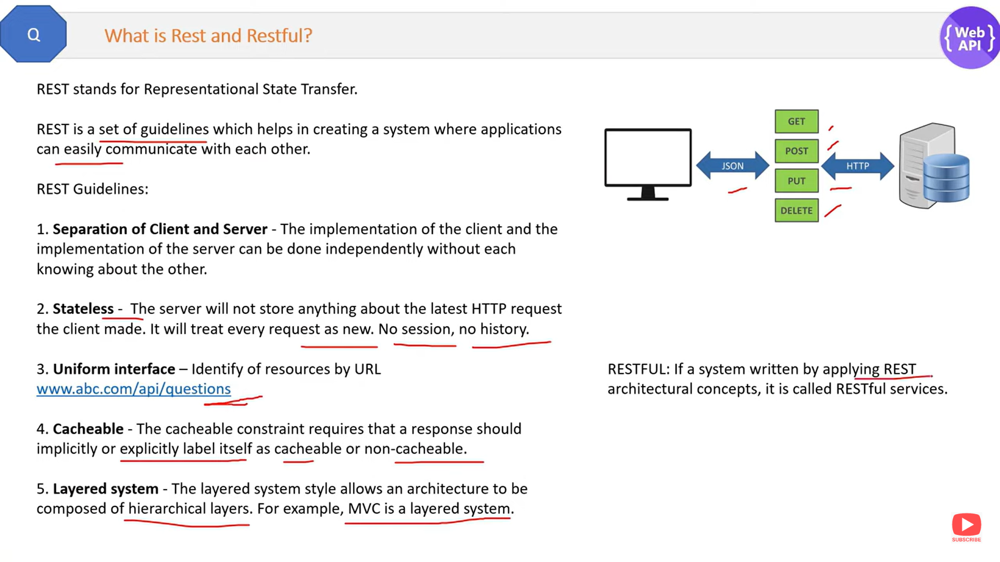 Q
What is Rest and Restful?
{ Web
API }
REST stands for Representational State Transfer.
REST is a set of guidelines which helps in creating a system where applications
can easily communicate with each other.
REST Guidelines:
1. Separation of Client and Server - The implementation of the client and the
implementation of the server can be done independently without each
knowing about the other.
2. Stateless - The server will not store anything about the latest HTTP request
the client made. It will treat every request as new. No session, no history.
3. Uniform interface – Identify of resources by URL
www.abc.com/api/questions
4. Cacheable - The cacheable constraint requires that a response should
implicitly or explicitly label itself as cacheable or non-cacheable.
5. Layered system - The layered system style allows an architecture to be
composed of hierarchical layers. For example, MVC is a layered system.
JSON
GET
POST
PUT
DELETE
HTTP
RESTFUL: If a system written by applying REST
architectural concepts, it is called RESTful services.
SUBSCRIBE